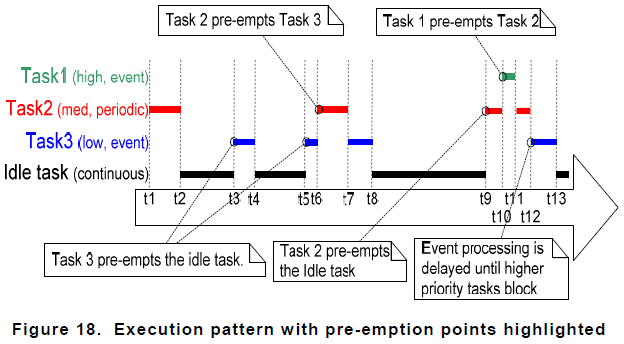 Task 2 pre-empts Task 3
Task 1 pre-empts Task 2
Task1 (high, event)
Task2 (med, periodic)
Task3 (low, event)
Idle task (continuous)
t1 t2 t3 t4 t5 t6 t7 t8 t9 t11 t13
t10 t12
Task 3 pre-empts the idle task.
Task 2 pre-empts
the Idle task
Event processing is
delayed until higher
priority tasks block
Figure 18. Execution pattern with pre-emption points highlighted